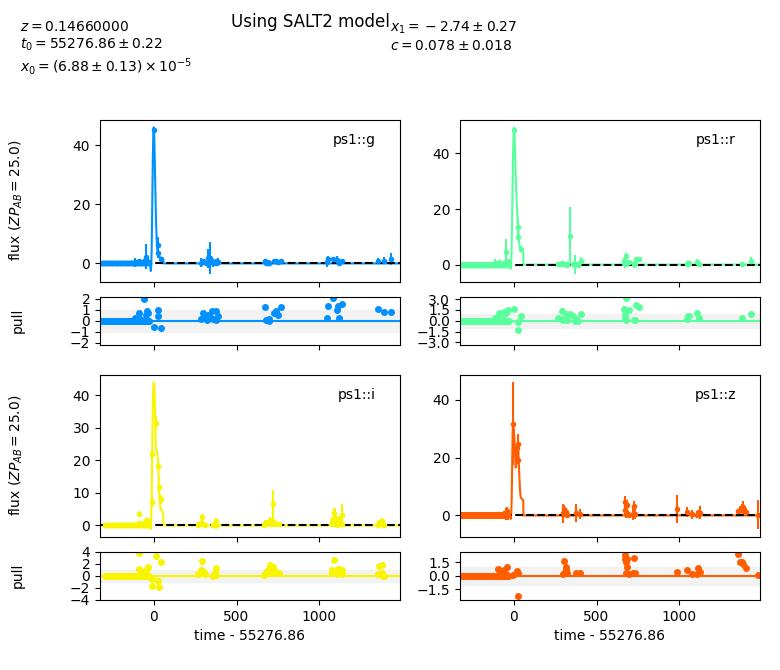 Using SALT2 model
z = 0.14660000
t₀ = 55276.86 ± 0.22
x₀ = (6.88 ± 0.13) × 10⁻⁵
x₁ = −2.74 ± 0.27
c = 0.078 ± 0.018
flux (ZP_AB = 25.0)
40
20
0
ps1::g
40
20
0
ps1::r
pull
2
1
0
−1
−2
3.0
1.5
0.0
−1.5
−3.0
flux (ZP_AB = 25.0)
40
30
20
10
0
ps1::i
40
20
0
ps1::z
pull
4
2
0
−2
−4
1.5
0.0
−1.5
0 500 1000
0 500 1000
time - 55276.86
time - 55276.86